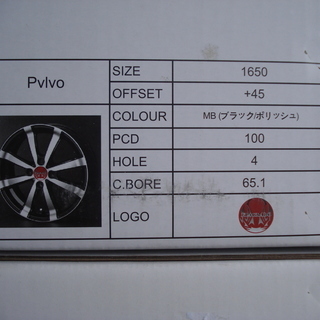 Pvlvo
SIZE 1650
OFFSET +45
COLOUR MB (ブラック/ポリッシュ)
PCD 100
HOLE 4
C.BORE 65.1
LOGO